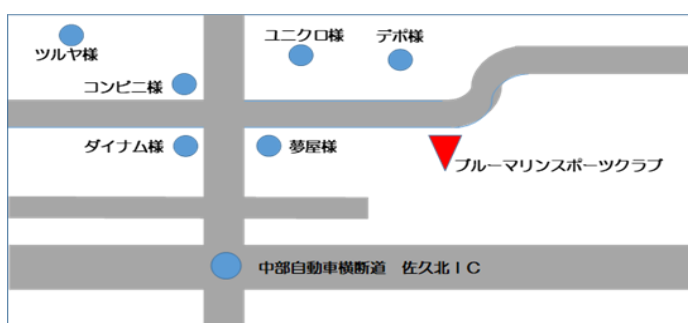 ユニクロ様
デポ様
ツルヤ様
コンビニ様
ダイナム様
夢屋様
ブルーマリンスポーツクラブ
中部自動車横断道　佐久北ＩＣ